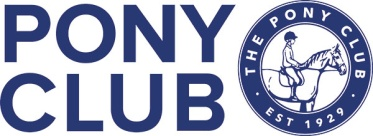 PONY
CLUB
THE PONY CLUB
· EST 1929 ·